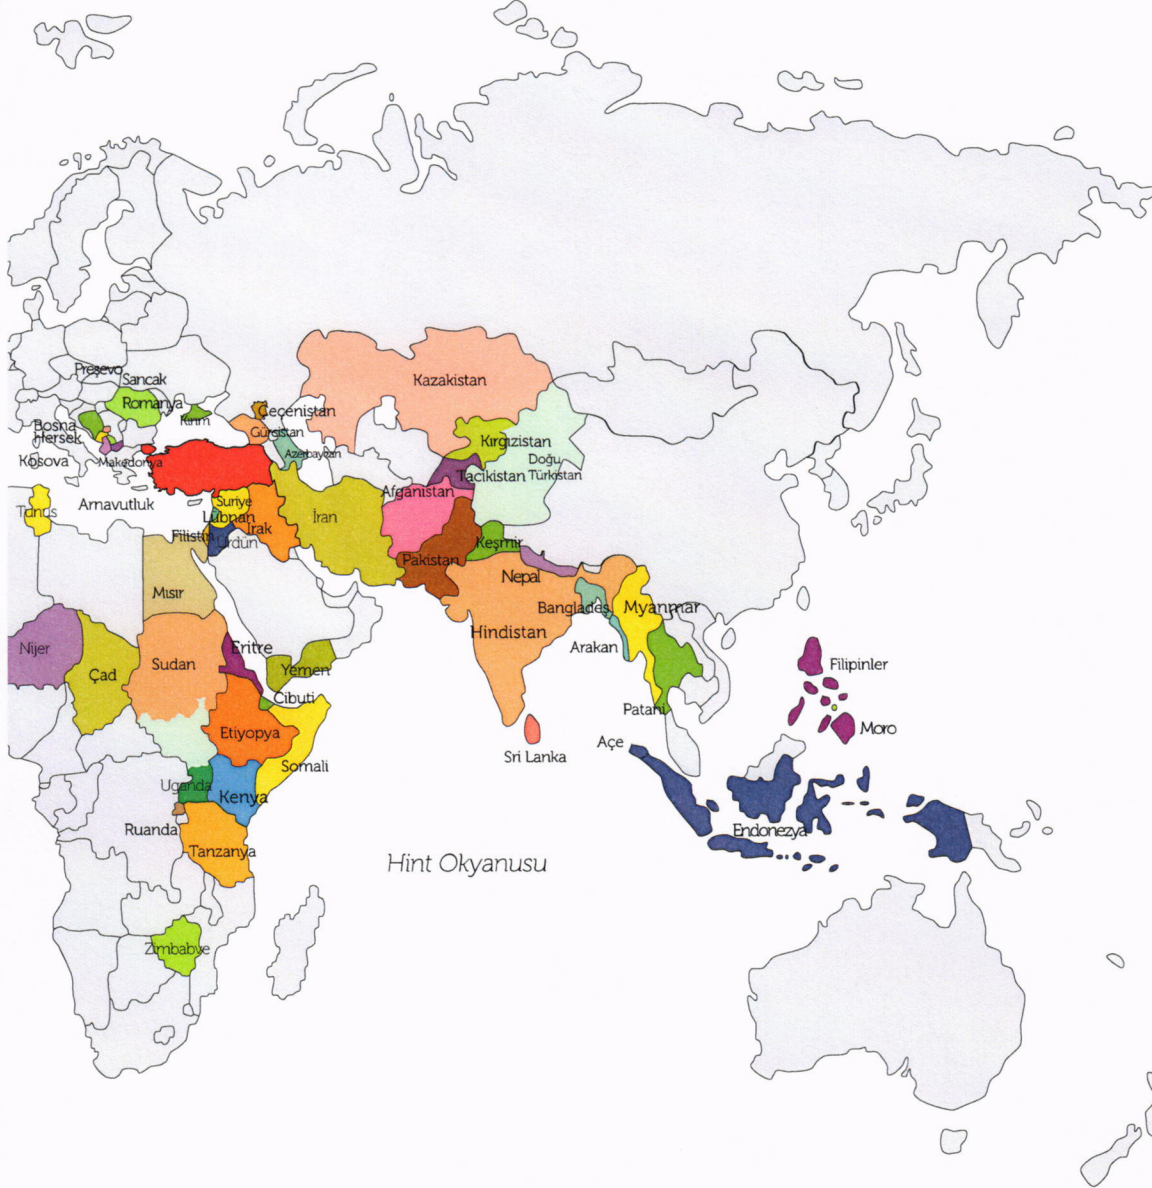 Kazakistan
Preşevo
Sancak
Romanya
Kırım
Çeçenistan
Bosna
Hersek
Gürcistan
Kırgızistan
Azerbaycan
Doğu
Türkistan
Kosova
Makedonya
Tacikistan
Afganistan
Tunus
Arnavutluk
Suriye
Lübnan
İran
Irak
Filistin
Ürdün
Keşmir
Pakistan
Nepal
Mısır
Bangladeş
Myanmar
Hindistan
Arakan
Nijer
Eritre
Sudan
Çad
Yemen
Filipinler
Cibuti
Patani
Moro
Etiyopya
Açe
Sri Lanka
Somali
Uganda
Kenya
Ruanda
Endonezya
Tanzanya
Hint Okyanusu
Zimbabve